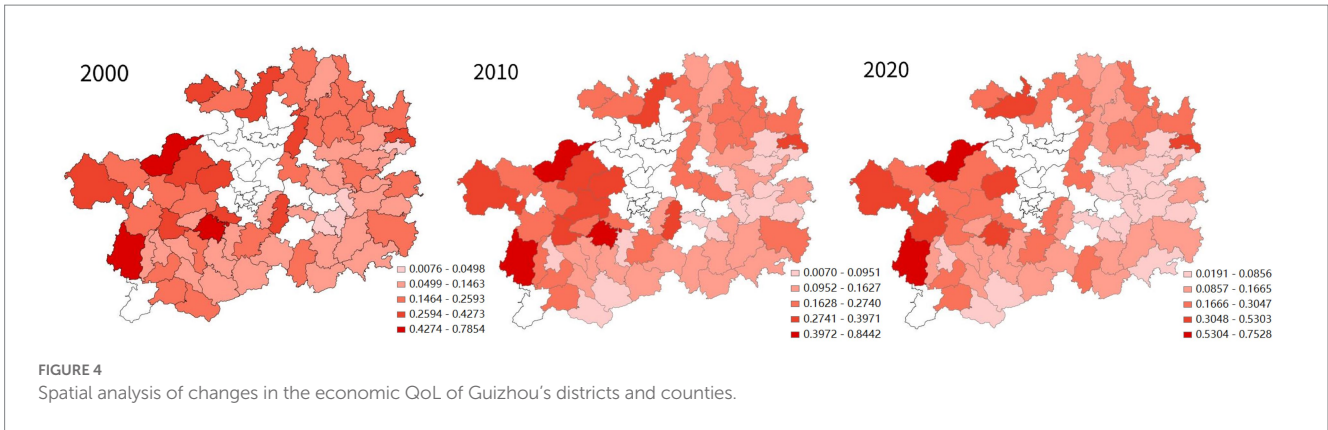 2000
2010
2020
0.0076 - 0.0498
0.0499 - 0.1463
0.1464 - 0.2593
0.2594 - 0.4273
0.4274 - 0.7854
0.0070 - 0.0951
0.0952 - 0.1627
0.1628 - 0.2740
0.2741 - 0.3971
0.3972 - 0.8442
0.0191 - 0.0856
0.0857 - 0.1665
0.1666 - 0.3047
0.3048 - 0.5303
0.5304 - 0.7528
FIGURE 4
Spatial analysis of changes in the economic QoL of Guizhou’s districts and counties.